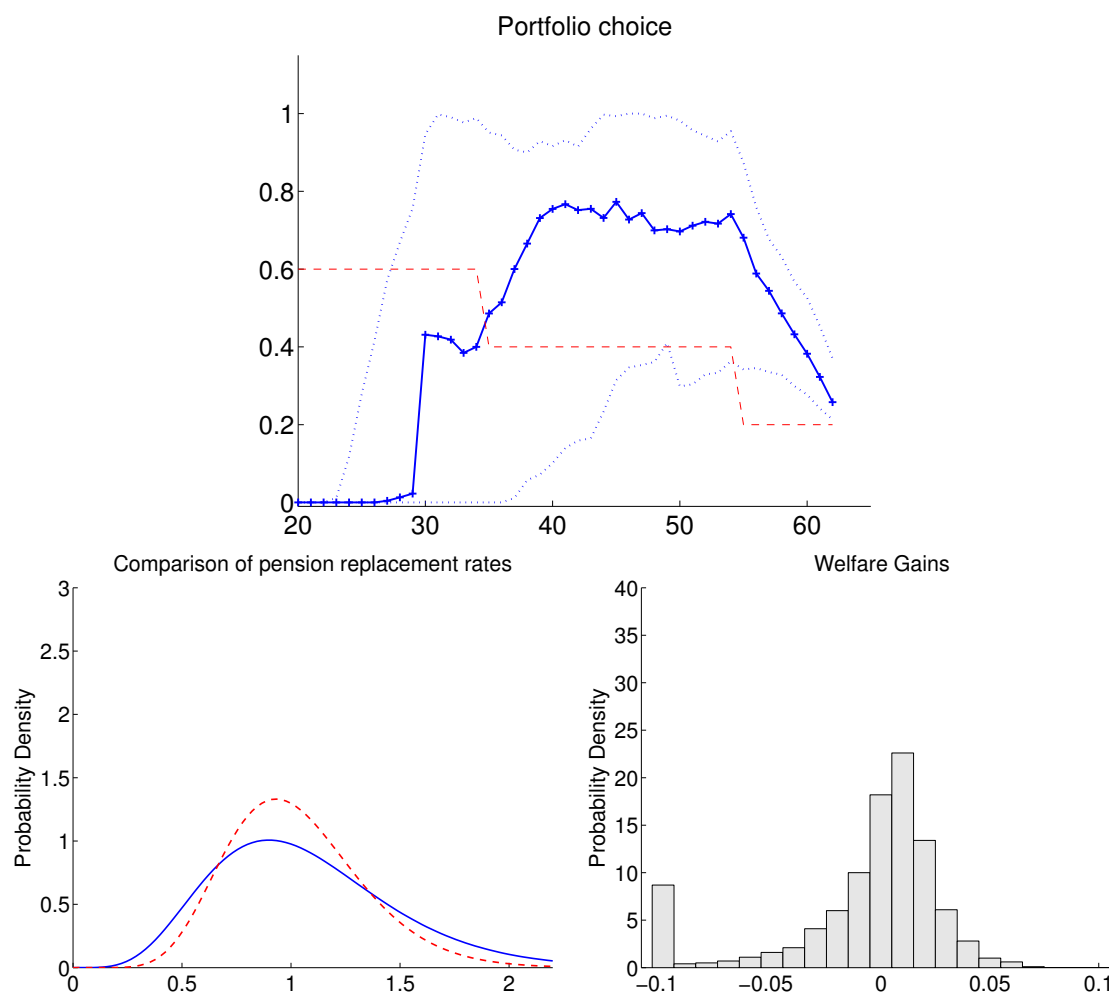 Portfolio choice
1
0.8
0.6
0.4
0.2
0
20 30 40 50 60
Comparison of pension replacement rates
Probability Density
3
2.5
2
1.5
1
0.5
0
0 0.5 1 1.5 2
Welfare Gains
Probability Density
40
35
30
25
20
15
10
5
0
−0.1 −0.05 0 0.05 0.1